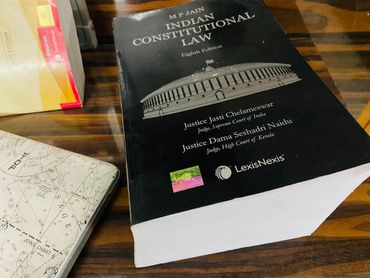 M P JAIN
INDIAN
CONSTITUTIONAL
LAW
Eighth Edition
Justice Jasti Chelameswar
Judge, Supreme Court of India
Justice Dama Seshadri Naidu
Judge, High Court of Kerala
LexisNexis®
Edition